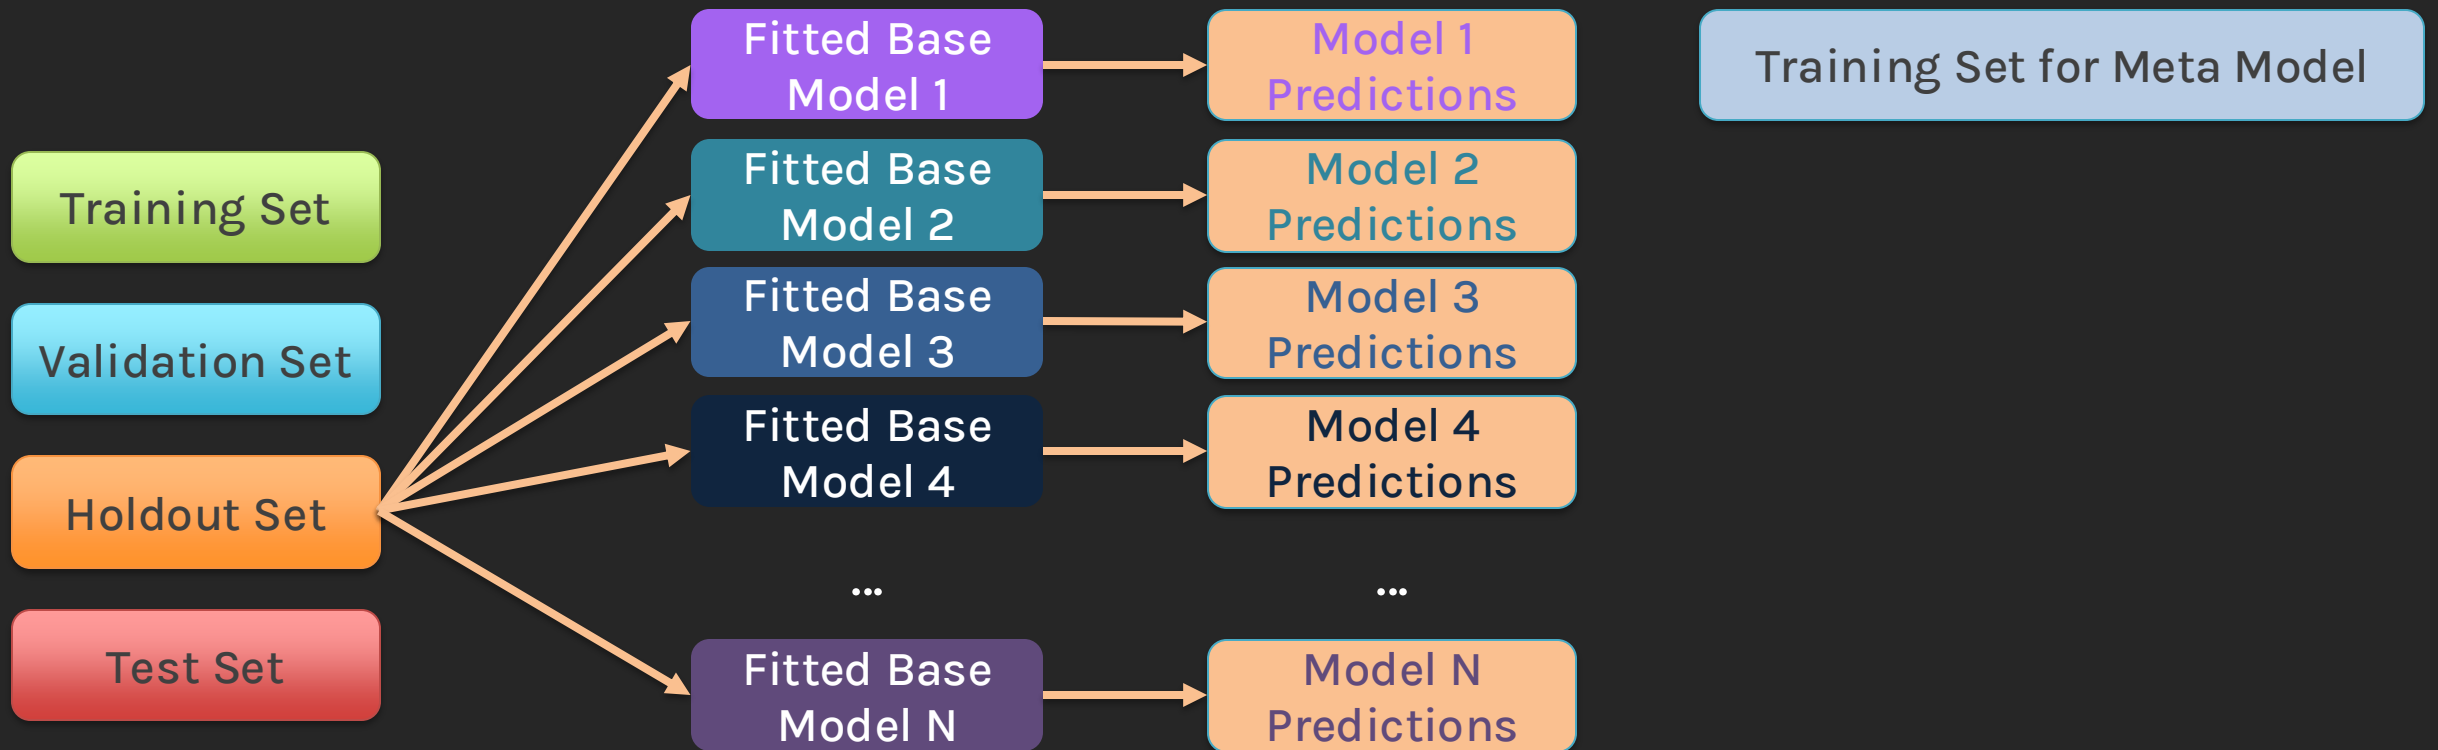 Training Set
Validation Set
Holdout Set
Test Set
Fitted Base
Model 1
Fitted Base
Model 2
Fitted Base
Model 3
Fitted Base
Model 4
...
Fitted Base
Model N
Model 1
Predictions
Model 2
Predictions
Model 3
Predictions
Model 4
Predictions
...
Model N
Predictions
Training Set for Meta Model